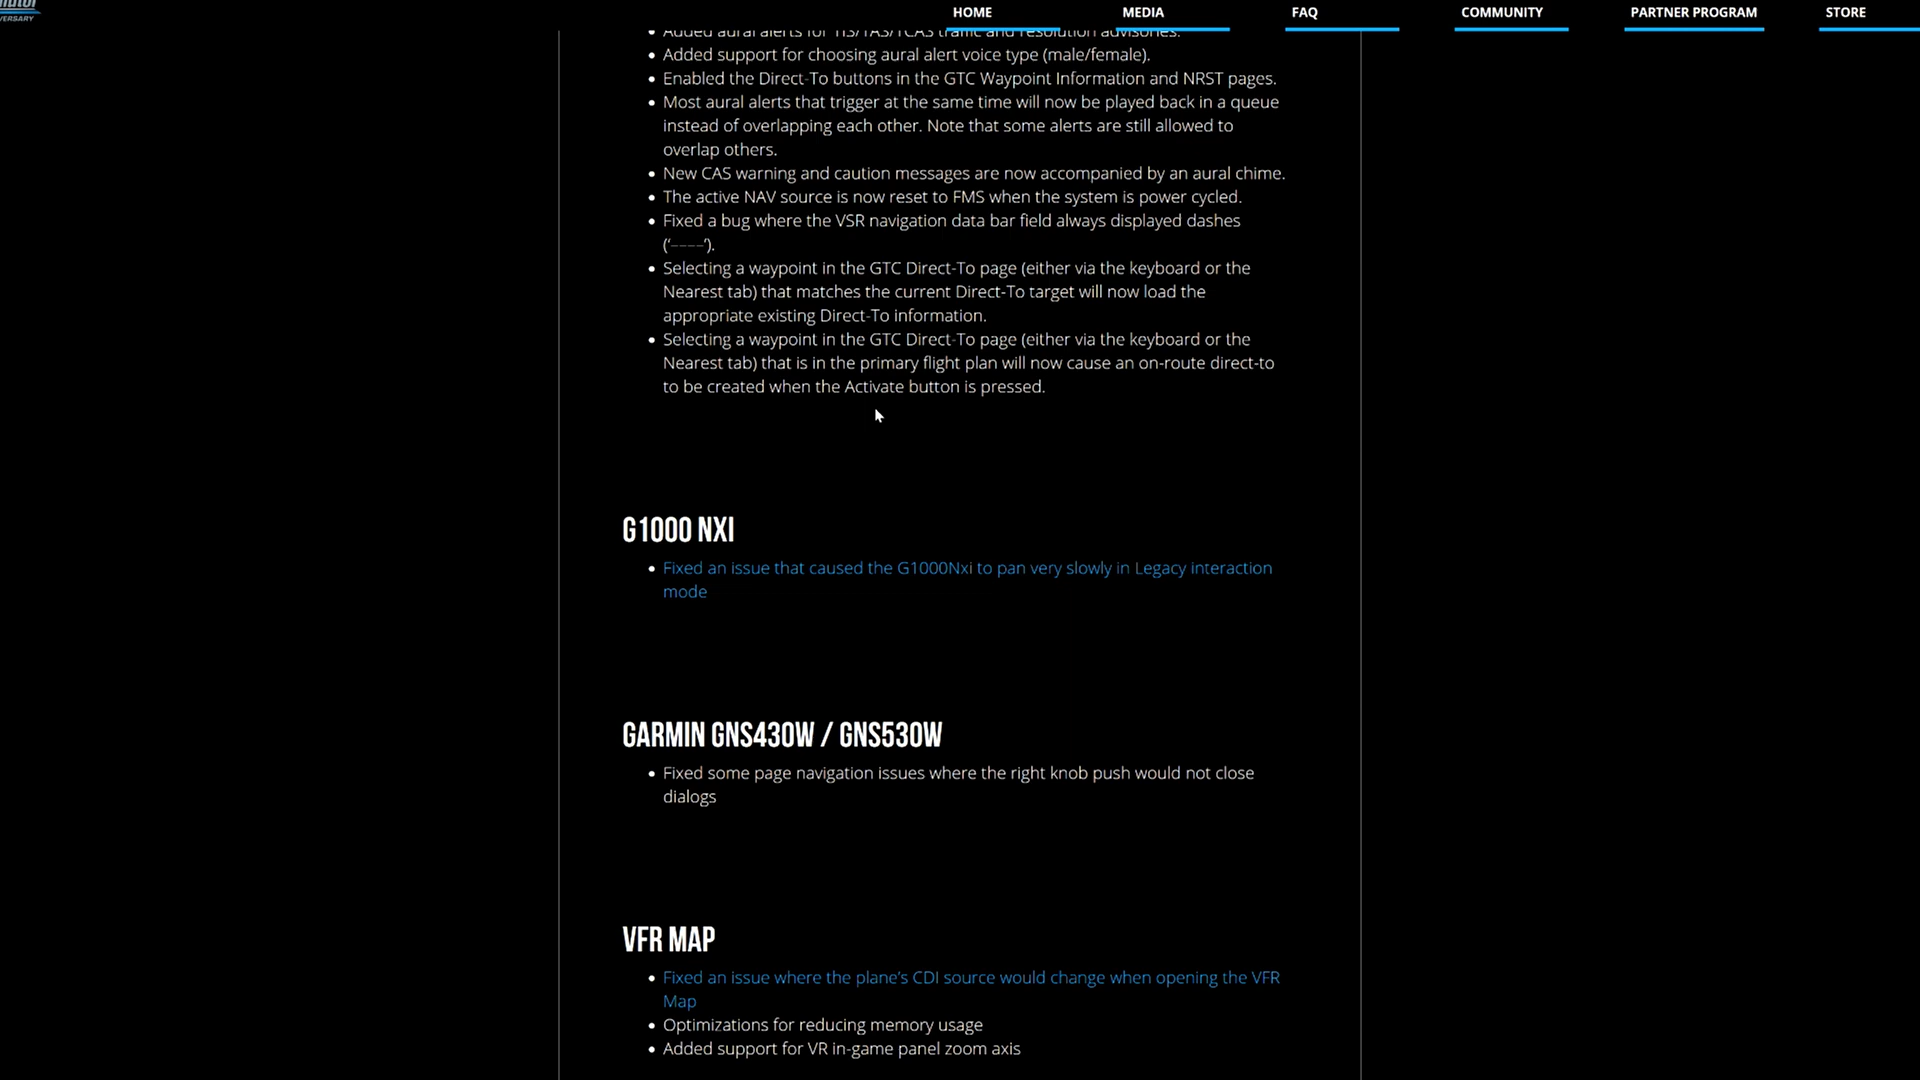 VERSARY
HOME
MEDIA
FAQ
COMMUNITY
PARTNER PROGRAM
STORE
• Added aural alerts for TIS/TAS/TCAS traffic and resolution advisories.
• Added support for choosing aural alert voice type (male/female).
• Enabled the Direct-To buttons in the GTC Waypoint Information and NRST pages.
• Most aural alerts that trigger at the same time will now be played back in a queue
instead of overlapping each other. Note that some alerts are still allowed to
overlap others.
• New CAS warning and caution messages are now accompanied by an aural chime.
• The active NAV source is now reset to FMS when the system is power cycled.
• Fixed a bug where the VSR navigation data bar field always displayed dashes
('––––').
• Selecting a waypoint in the GTC Direct-To page (either via the keyboard or the
Nearest tab) that matches the current Direct-To target will now load the
appropriate existing Direct-To information.
• Selecting a waypoint in the GTC Direct-To page (either via the keyboard or the
Nearest tab) that is in the primary flight plan will now cause an on-route direct-to
to be created when the Activate button is pressed.
G1000 NXI
• Fixed an issue that caused the G1000Nxi to pan very slowly in Legacy interaction
mode
GARMIN GNS430W / GNS530W
• Fixed some page navigation issues where the right knob push would not close
dialogs
VFR MAP
• Fixed an issue where the plane's CDI source would change when opening the VFR
Map
• Optimizations for reducing memory usage
• Added support for VR in-game panel zoom axis